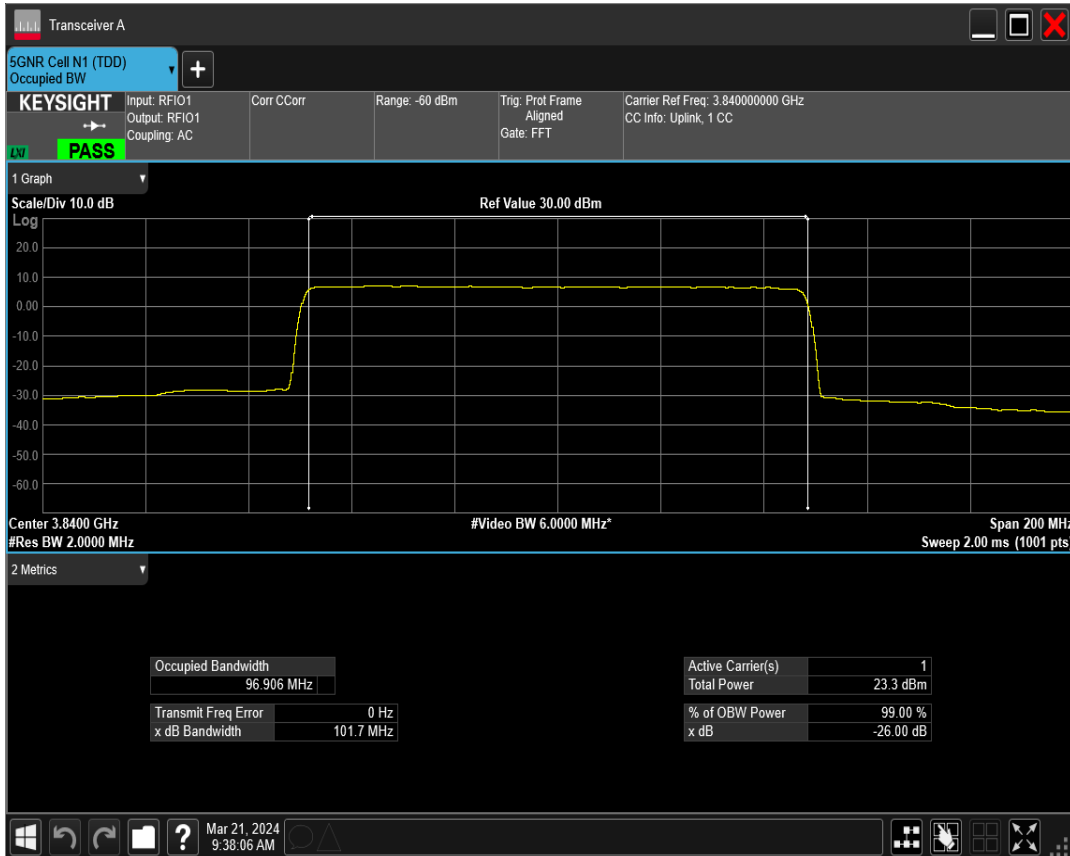 Transceiver A
5GNR Cell N1 (TDD)
Occupied BW
+
KEYSIGHT
LXI
PASS
Input: RFIO1
Output: RFIO1
Coupling: AC
Corr CCorr
Range: -60 dBm
Trig: Prot Frame
Aligned
Gate: FFT
Carrier Ref Freq: 3.840000000 GHz
CC Info: Uplink, 1 CC
1 Graph
Scale/Div 10.0 dB
Ref Value 30.00 dBm
Log
20.0
10.0
0.00
-10.0
-20.0
-30.0
-40.0
-50.0
-60.0
Center 3.8400 GHz
#Video BW 6.0000 MHz*
Span 200 MHz
#Res BW 2.0000 MHz
Sweep 2.00 ms (1001 pts)
2 Metrics
Occupied Bandwidth
96.906 MHz
Transmit Freq Error 0 Hz
x dB Bandwidth 101.7 MHz
Active Carrier(s) 1
Total Power 23.3 dBm
% of OBW Power 99.00 %
x dB -26.00 dB
?
Mar 21, 2024
9:38:06 AM